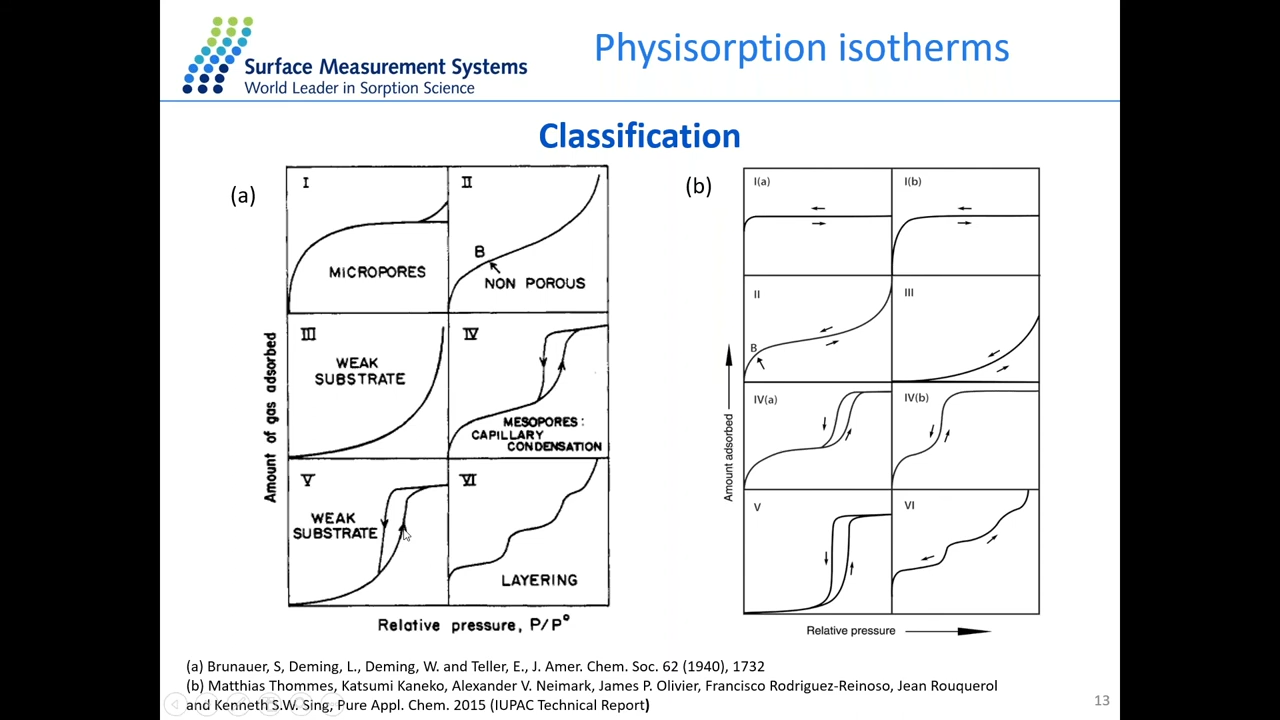 Surface Measurement Systems
World Leader in Sorption Science
Physisorption isotherms
Classification
(a)
I
MICROPORES
II
B
NON POROUS
III
WEAK
SUBSTRATE
IV
MESOPORES:
CAPILLARY
CONDENSATION
V
WEAK
SUBSTRATE
VI
LAYERING
Amount of gas adsorbed
Relative pressure, P/P°
(b)
I(a)
I(b)
II
B
III
IV(a)
IV(b)
V
VI
Amount adsorbed
Relative pressure
(a) Brunauer, S, Deming, L., Deming, W. and Teller, E., J. Amer. Chem. Soc. 62 (1940), 1732
(b) Matthias Thommes, Katsumi Kaneko, Alexander V. Neimark, James P. Olivier, Francisco Rodriguez-Reinoso, Jean Rouquerol
and Kenneth S.W. Sing, Pure Appl. Chem. 2015 (IUPAC Technical Report)
13